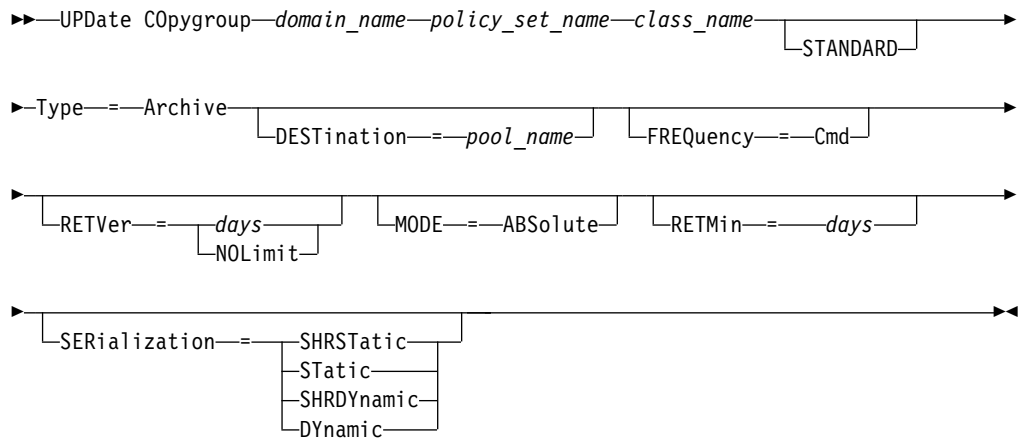 UPDate COpygroup domain_name policy_set_name class_name
STANDARD
Type = Archive
DESTination = pool_name
FREQuency = Cmd
RETVer = days
NOLimit
MODE = ABSolute
RETMin = days
SERialization = SHRSTatic
STatic
SHRDYnamic
DYnamic